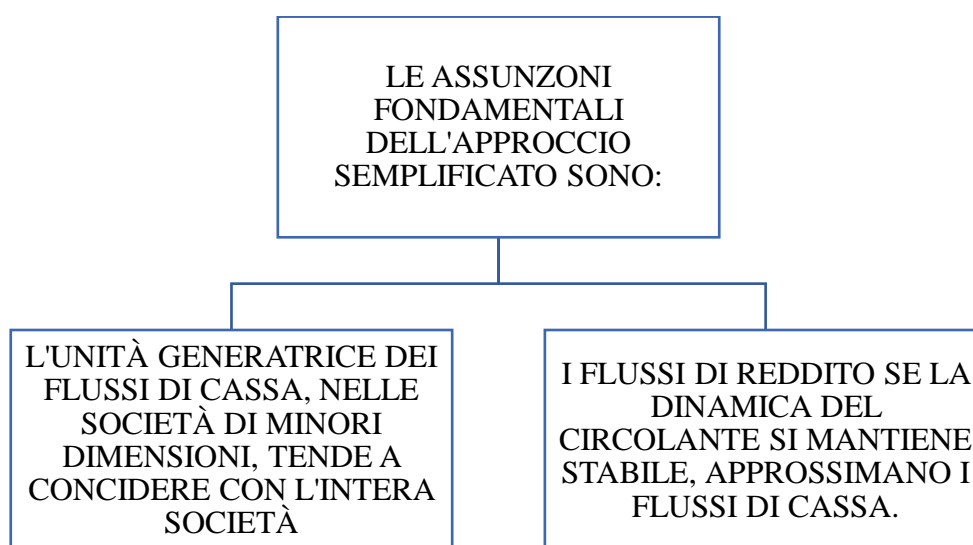 LE ASSUNZONI
FONDAMENTALI
DELL'APPROCCIO
SEMPLIFICATO SONO:
L'UNITÀ GENERATRICE DEI
FLUSSI DI CASSA, NELLE
SOCIETÀ DI MINORI
DIMENSIONI, TENDE A
CONCIDERE CON L'INTERA
SOCIETÀ
I FLUSSI DI REDDITO SE LA
DINAMICA DEL
CIRCOLANTE SI MANTIENE
STABILE, APPROSSIMANO I
FLUSSI DI CASSA.